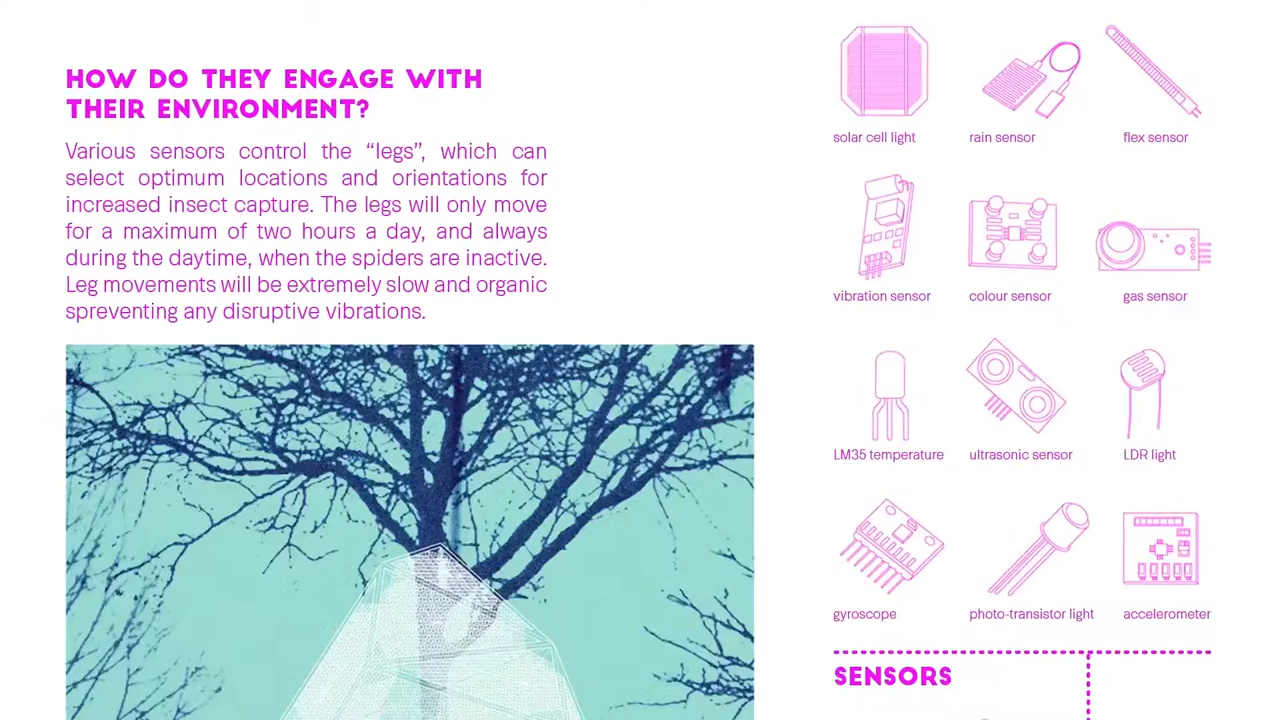 HOW DO THEY ENGAGE WITH
THEIR ENVIRONMENT?
Various sensors control the “legs”, which can
select optimum locations and orientations for
increased insect capture. The legs will only move
for a maximum of two hours a day, and always
during the daytime, when the spiders are inactive.
Leg movements will be extremely slow and organic
spreventing any disruptive vibrations.
solar cell light
rain sensor
flex sensor
vibration sensor
colour sensor
gas sensor
LM35 temperature
ultrasonic sensor
LDR light
gyroscope
photo-transistor light
accelerometer
SENSORS